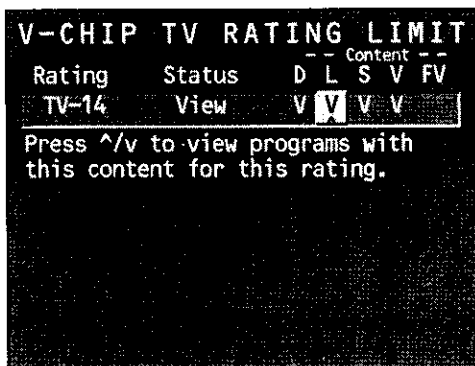 V-CHIP TV RATING LIMIT
-- Content --
Rating Status D L S V FV
TV-14 View V V V V
Press ^/v to view programs with
this content for this rating.